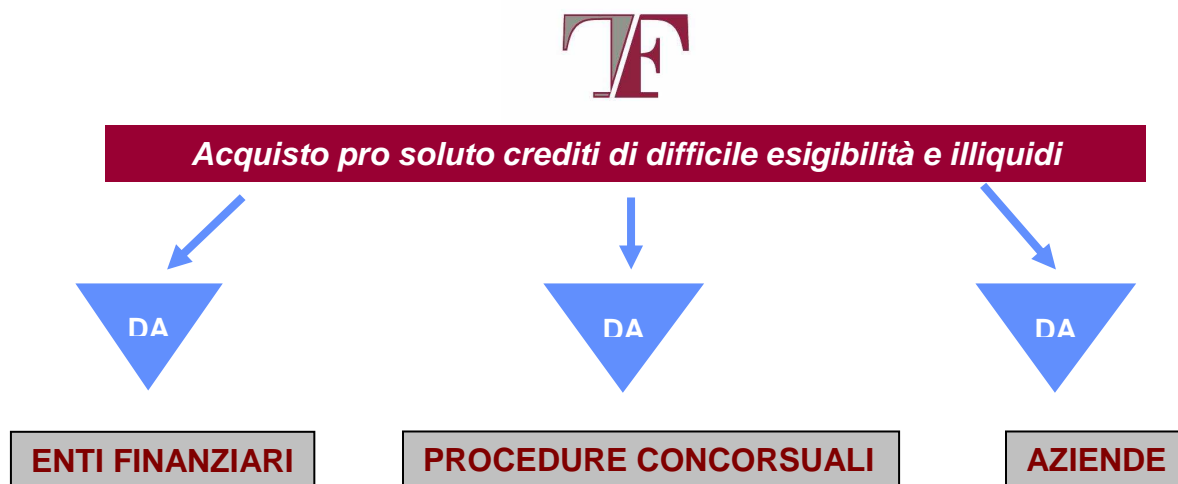 TF
Acquisto pro soluto crediti di difficile esigibilità e illiquidi
DA
DA
DA
ENTI FINANZIARI
PROCEDURE CONCORSUALI
AZIENDE